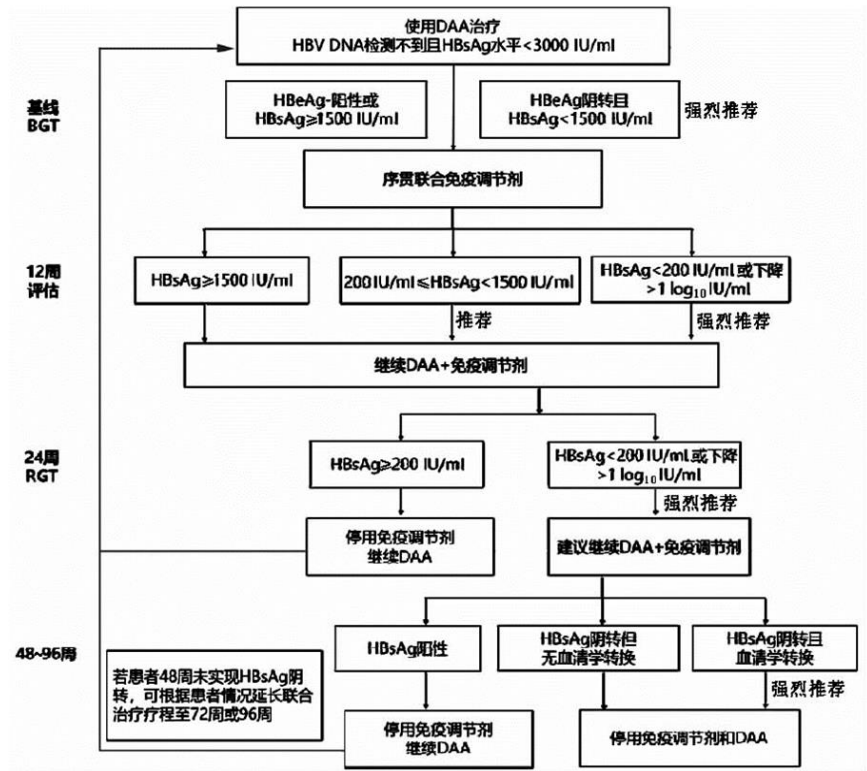 使用DAA治疗
HBV DNA检测不到且HBsAg水平<3000 IU/ml
基线
BGT
HBeAg-阳性或
HBsAg≥1500 IU/ml
HBeAg阴转且
HBsAg<1500 IU/ml
强烈推荐
序贯联合免疫调节剂
12周
评估
HBsAg≥1500 IU/ml
200 IU/ml≤HBsAg<1500 IU/ml
HBsAg<200 IU/ml或下降
>1 log₁₀IU/ml
推荐
强烈推荐
继续DAA+免疫调节剂
24周
RGT
HBsAg≥200 IU/ml
HBsAg<200 IU/ml或下降
>1 log₁₀IU/ml
强烈推荐
停用免疫调节剂
继续DAA
建议继续DAA+免疫调节剂
48~96周
HBsAg阳性
HBsAg阴转但
无血清学转换
HBsAg阴转且
血清学转换
若患者48周未实现HBsAg阴
转，可根据患者情况延长联合
治疗疗程至72周或96周
强烈推荐
停用免疫调节剂
继续DAA
停用免疫调节剂和DAA